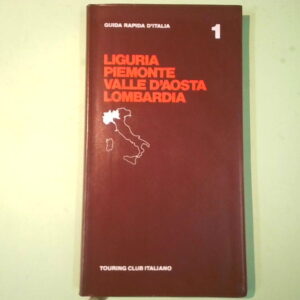 GUIDA RAPIDA D'ITALIA
1
LIGURIA
PIEMONTE
VALLE D'AOSTA
LOMBARDIA
TOURING CLUB ITALIANO